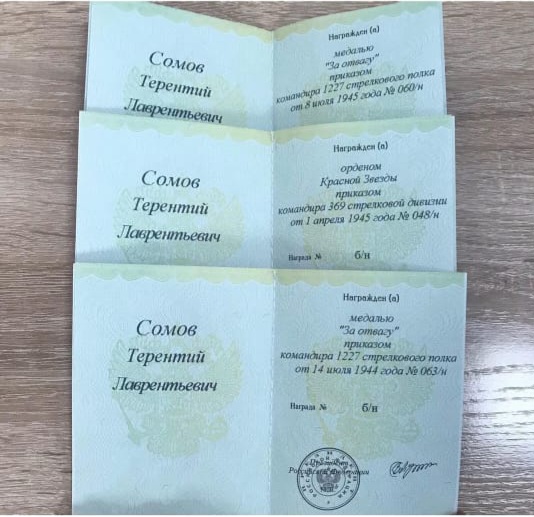 Сомов
Терентий
Лаврентьевич
Награжден (а)
медалью
"За отвагу"
приказом
командира 1227 стрелкового полка
от 8 июля 1945 года № 060/н
Сомов
Терентий
Лаврентьевич
Награжден (а)
орденом
Красной Звезды
приказом
командира 369 стрелковой дивизии
от 1 апреля 1945 года № 048/н
Награда № б/н
Сомов
Терентий
Лаврентьевич
Награжден (а)
медалью
"За отвагу"
приказом
командира 1227 стрелкового полка
от 14 июля 1944 года № 063/н
Награда № б/н
Президент
Российской Федерации